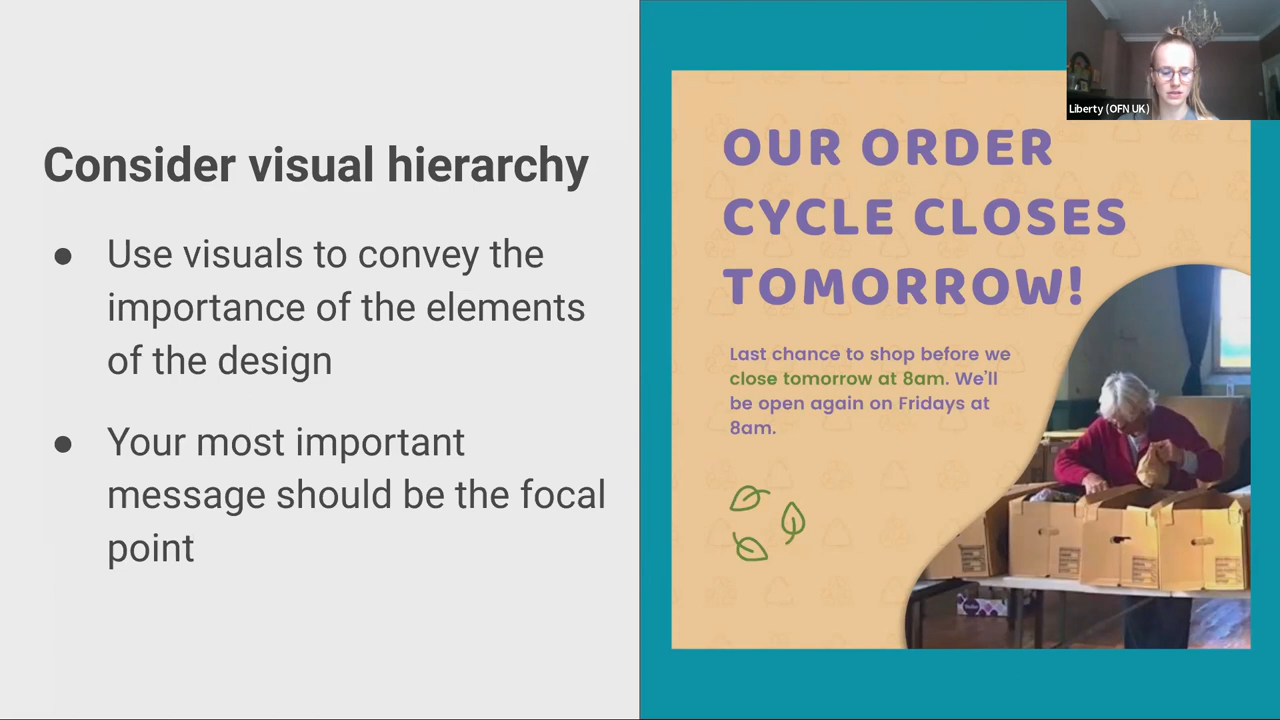 Consider visual hierarchy
● Use visuals to convey the
importance of the elements
of the design
● Your most important
message should be the focal
point
OUR ORDER
CYCLE CLOSES
TOMORROW!
Last chance to shop before we
close tomorrow at 8am. We'll
be open again on Fridays at
8am.
Liberty (OFN UK)